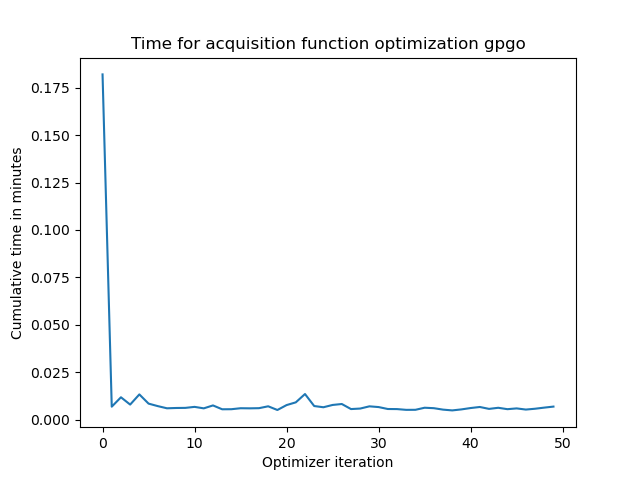 Time for acquisition function optimization gpgo
0.175
0.150
0.125
0.100
0.075
0.050
0.025
0.000
Cumulative time in minutes
0 10 20 30 40 50
Optimizer iteration